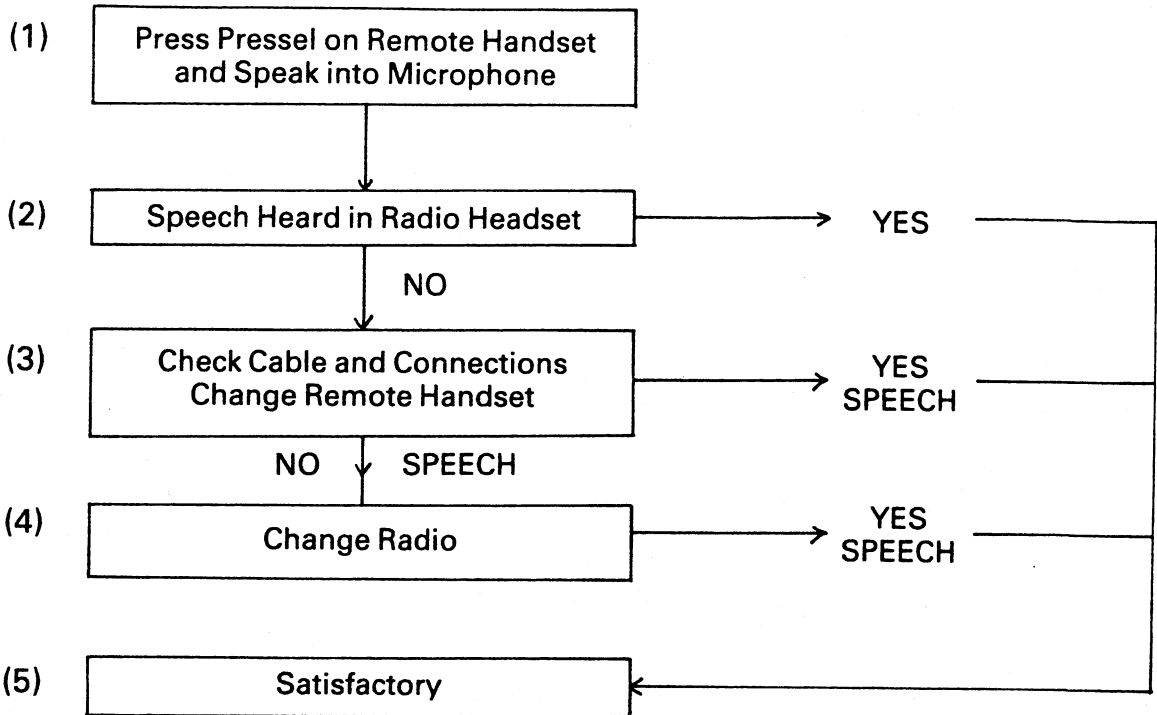 (1)
Press Pressel on Remote Handset
and Speak into Microphone
(2)
Speech Heard in Radio Headset
YES
NO
(3)
Check Cable and Connections
Change Remote Handset
YES
SPEECH
NO SPEECH
(4)
Change Radio
YES
SPEECH
(5)
Satisfactory